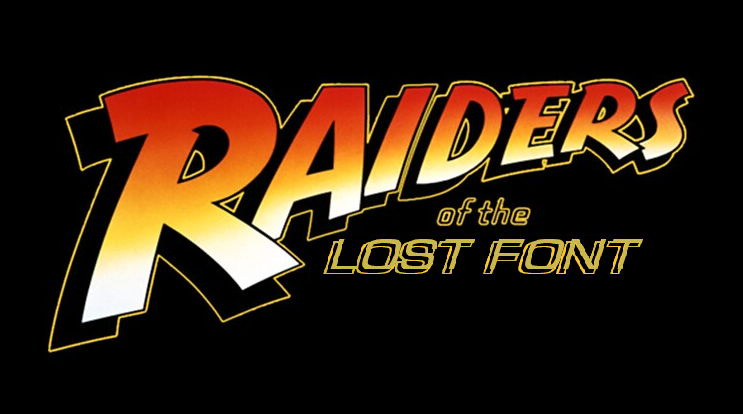 RAIDERS
of the
LOST FONT